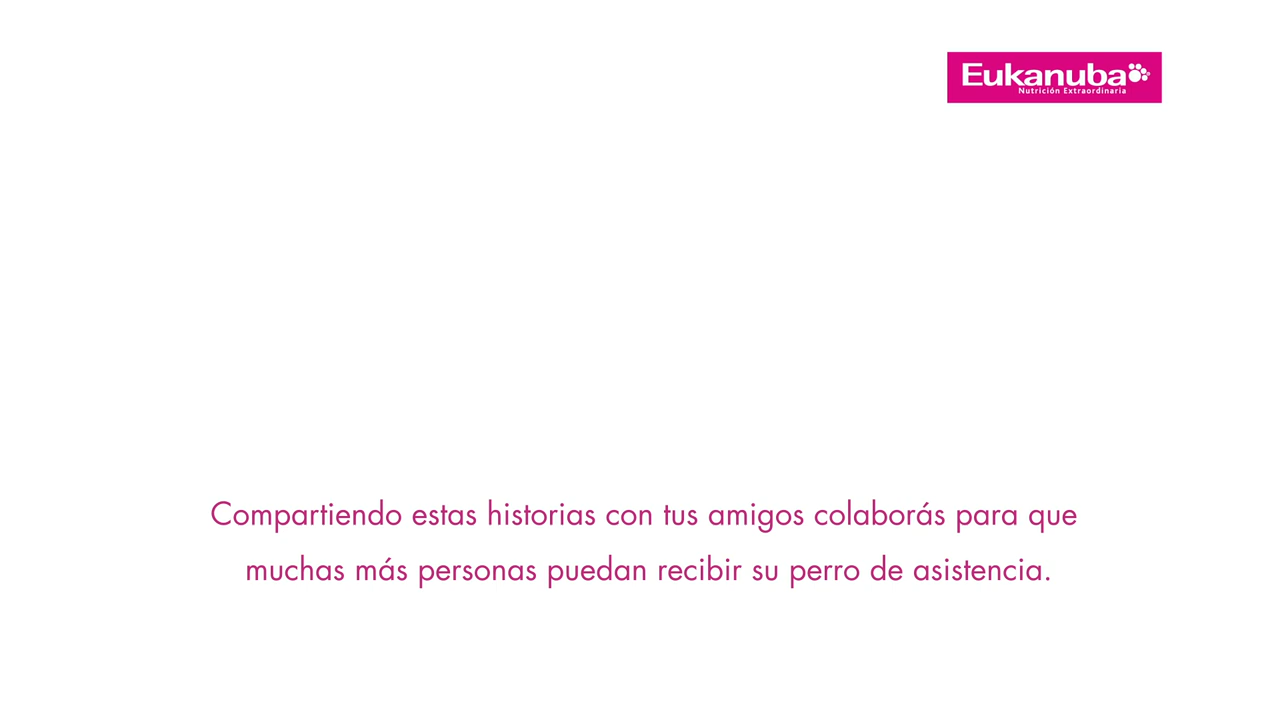 Eukanuba
Nutrición Extraordinaria
Compartiendo estas historias con tus amigos colaborás para que
muchas más personas puedan recibir su perro de asistencia.